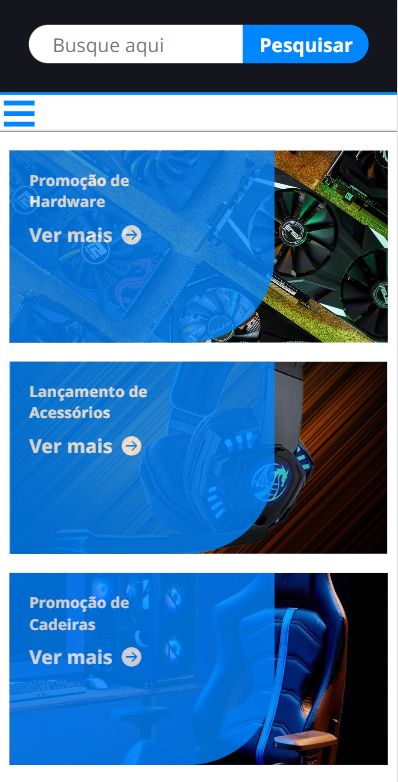 Busque aqui
Pesquisar
Promoção de
Hardware
Ver mais
Lançamento de
Acessórios
Ver mais
Promoção de
Cadeiras
Ver mais